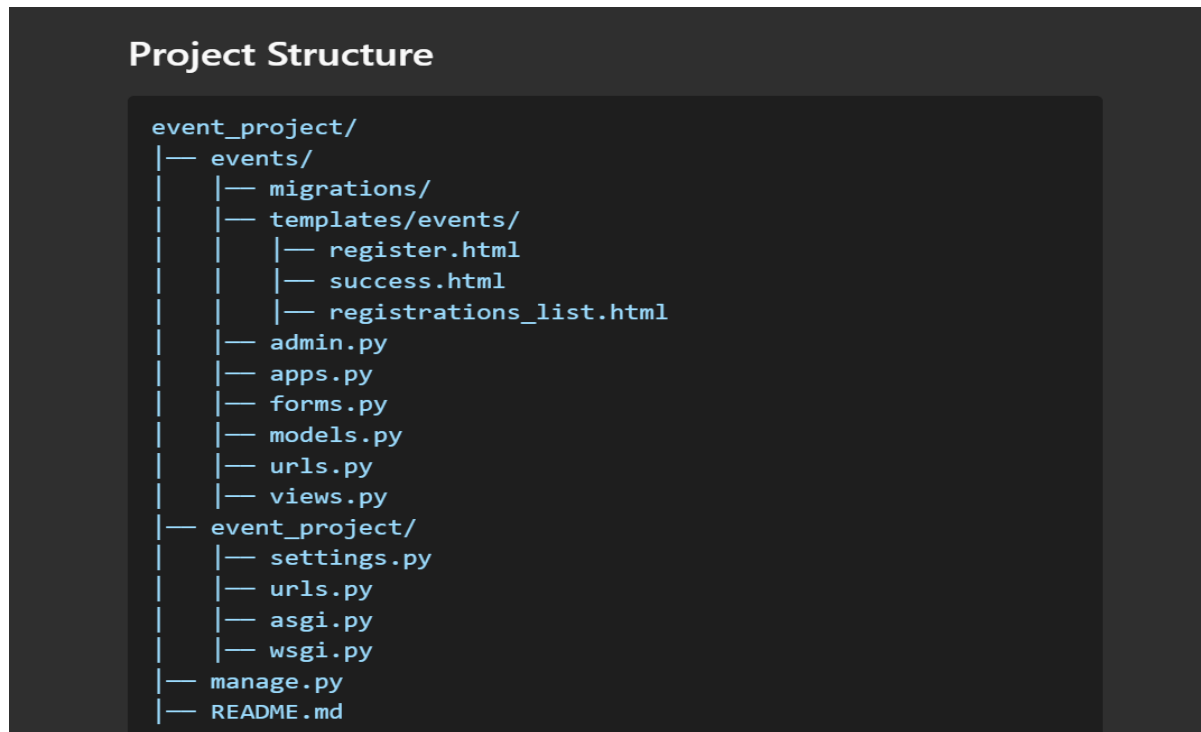 Project Structure
event_project/
│── events/
│   │── migrations/
│   │── templates/events/
│   │   │── register.html
│   │   │── success.html
│   │   │── registrations_list.html
│   │── admin.py
│   │── apps.py
│   │── forms.py
│   │── models.py
│   │── urls.py
│   │── views.py
│── event_project/
│   │── settings.py
│   │── urls.py
│   │── asgi.py
│   │── wsgi.py
│── manage.py
│── README.md